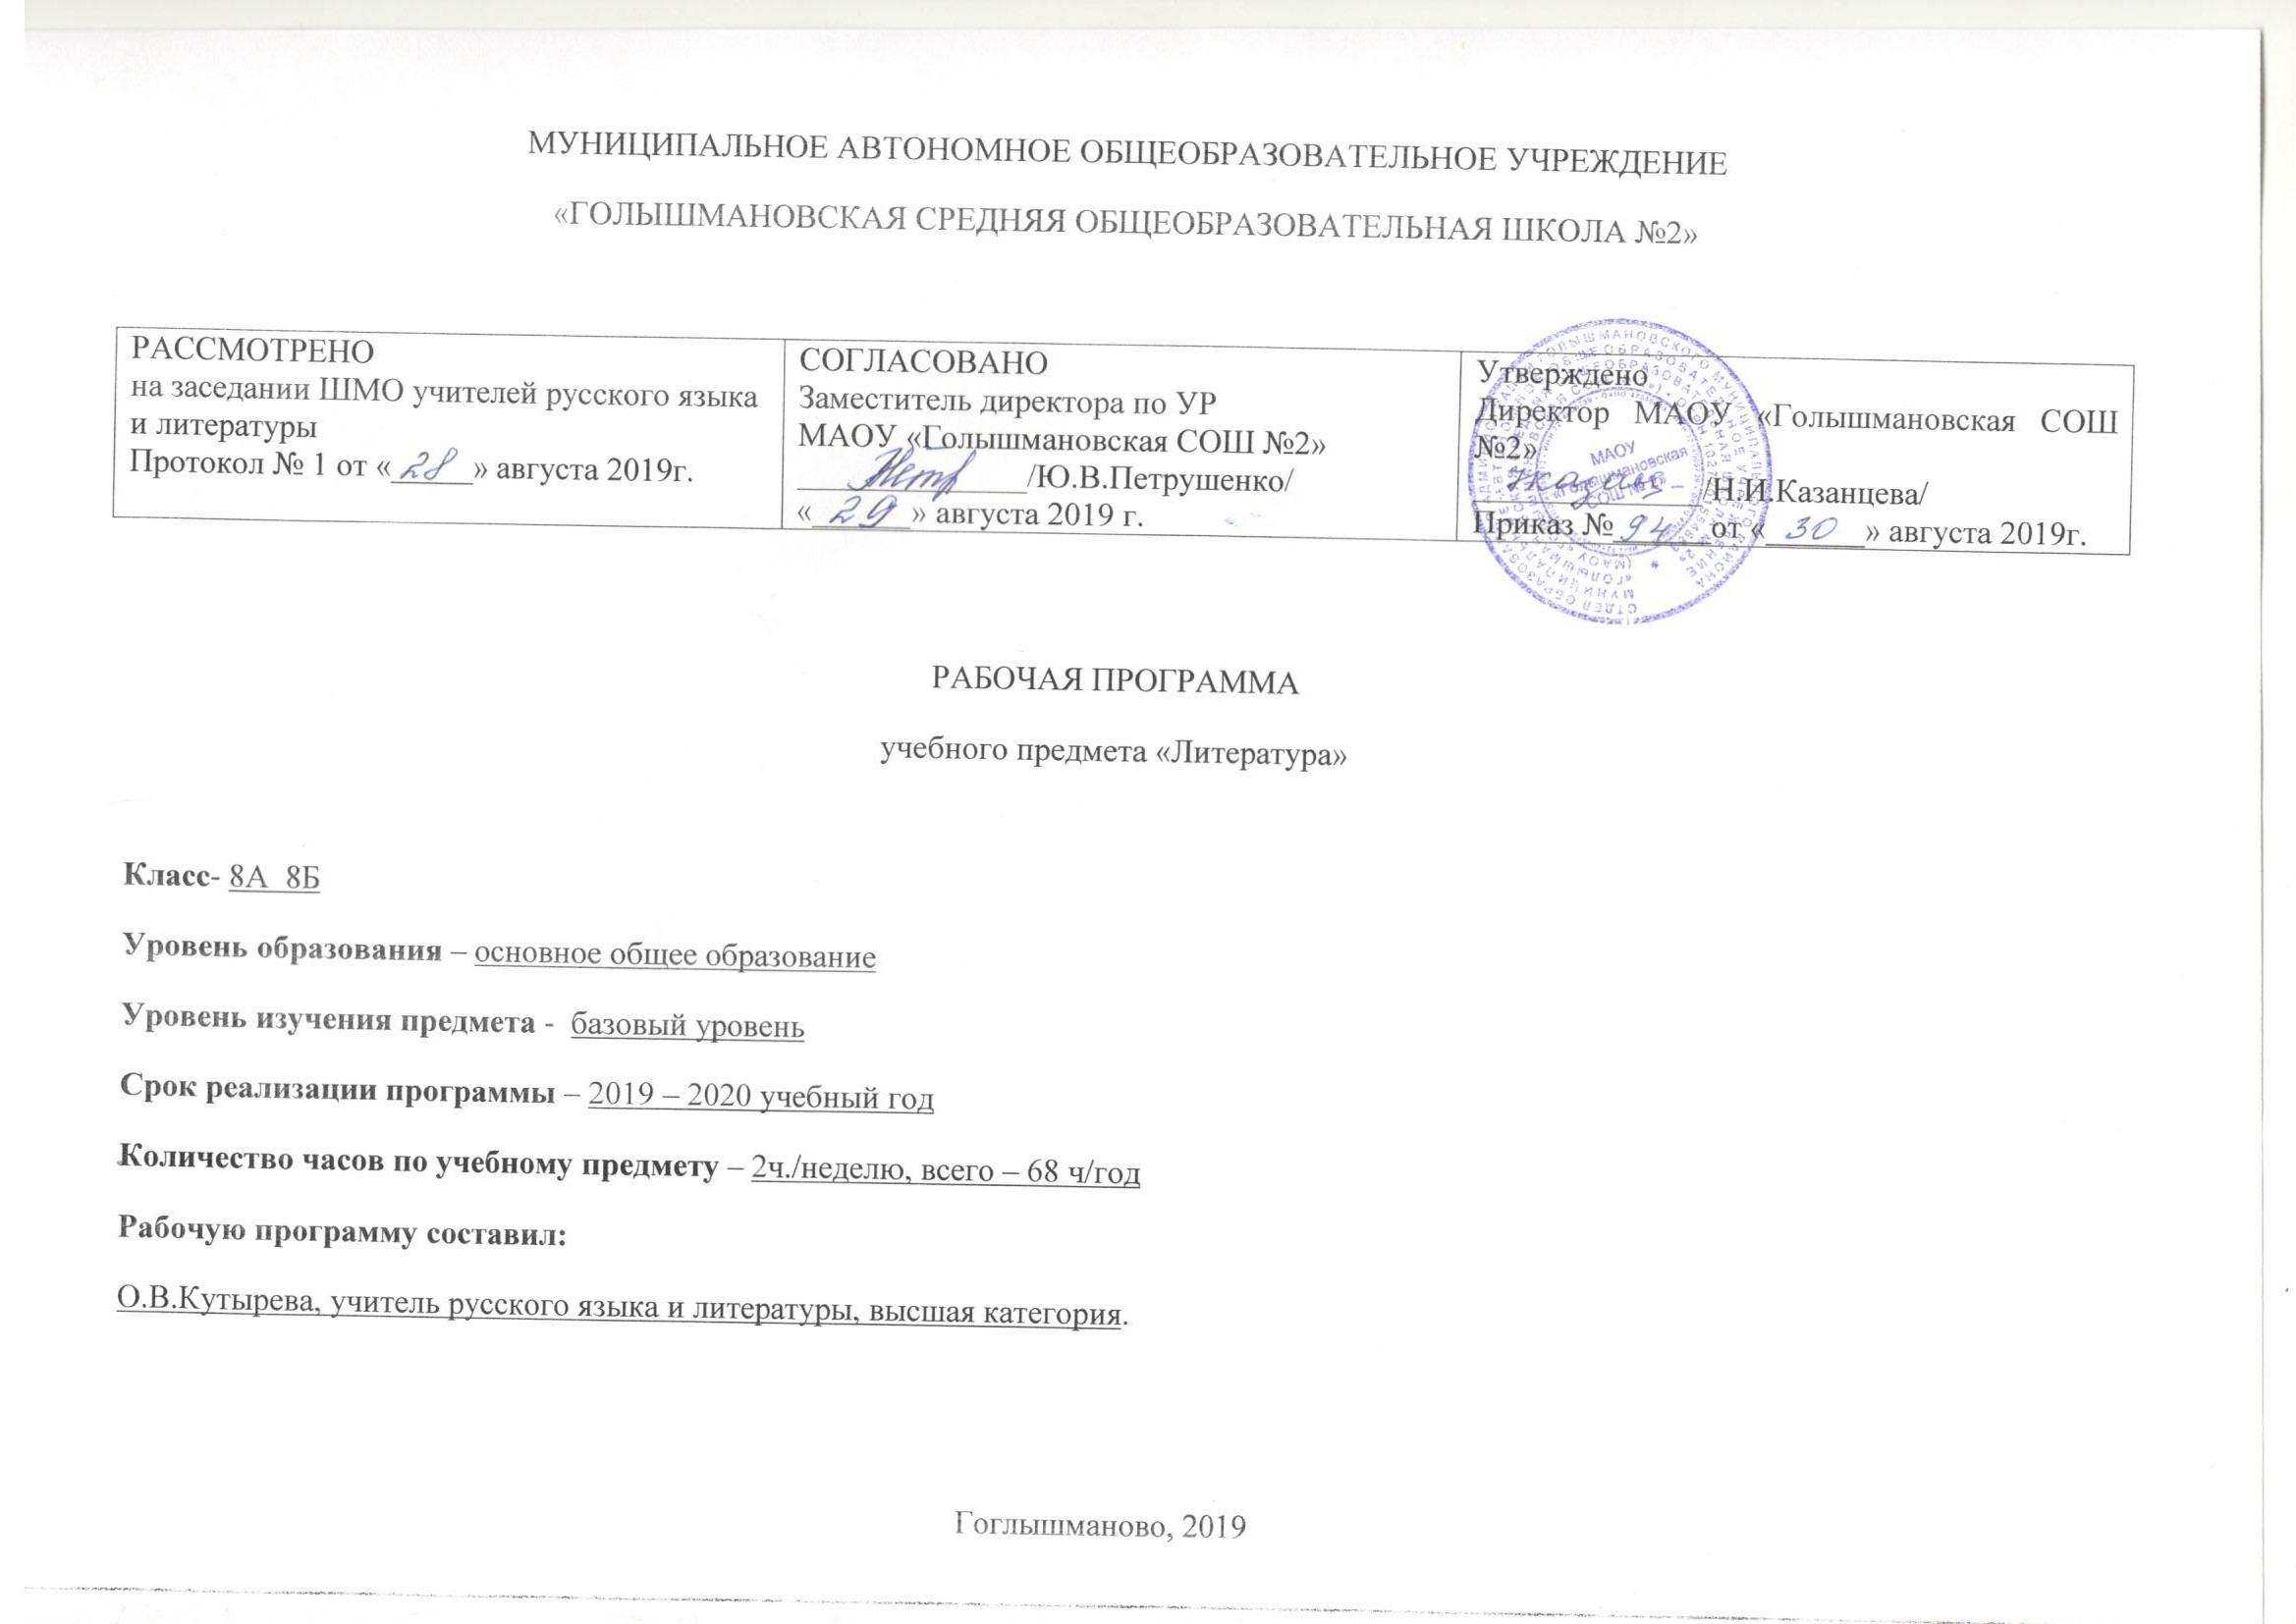 МУНИЦИПАЛЬНОЕ АВТОНОМНОЕ ОБЩЕОБРАЗОВАТЕЛЬНОЕ УЧРЕЖДЕНИЕ
«ГОЛЫШМАНОВСКАЯ СРЕДНЯЯ ОБЩЕОБРАЗОВАТЕЛЬНАЯ ШКОЛА №2»
РАССМОТРЕНО
на заседании ШМО учителей русского языка
и литературы
Протокол № 1 от «28» августа 2019г.
СОГЛАСОВАНО
Заместитель директора по УР
МАОУ «Голышмановская СОШ №2»
/Ю.В.Петрушенко/
«29» августа 2019 г.
Утверждено
Директор МАОУ «Голышмановская СОШ
№2»
/Н.И.Казанцева/
Приказ № 94 от «30» августа 2019г.
МАОУ
«Голышмановская
СОШ №2»
РАБОЧАЯ ПРОГРАММА
учебного предмета «Литература»
Класс- 8А 8Б
Уровень образования – основное общее образование
Уровень изучения предмета - базовый уровень
Срок реализации программы – 2019 – 2020 учебный год
Количество часов по учебному предмету – 2ч./неделю, всего – 68 ч/год
Рабочую программу составил:
О.В.Кутырева, учитель русского языка и литературы, высшая категория.
Гоглышманово, 2019